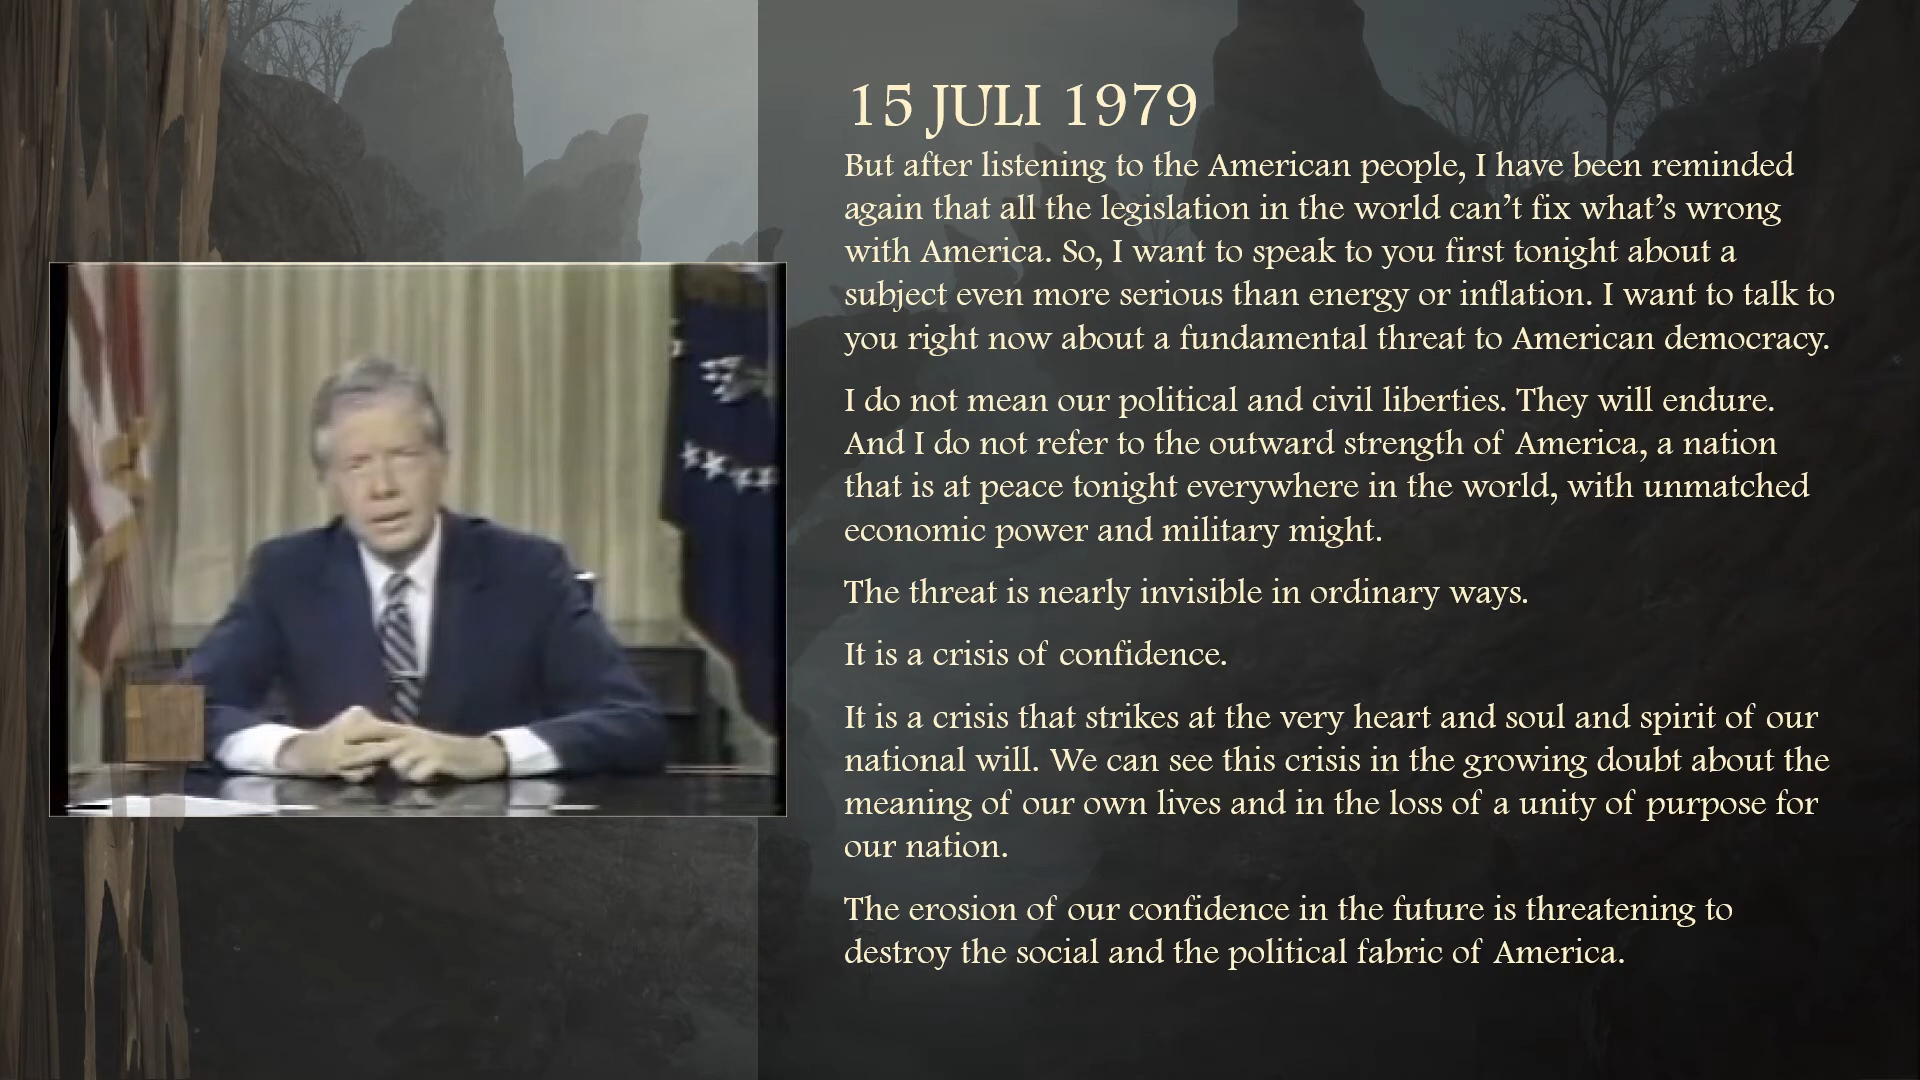 15 JULI 1979
But after listening to the American people, I have been reminded
again that all the legislation in the world can’t fix what’s wrong
with America. So, I want to speak to you first tonight about a
subject even more serious than energy or inflation. I want to talk to
you right now about a fundamental threat to American democracy.
I do not mean our political and civil liberties. They will endure.
And I do not refer to the outward strength of America, a nation
that is at peace tonight everywhere in the world, with unmatched
economic power and military might.
The threat is nearly invisible in ordinary ways.
It is a crisis of confidence.
It is a crisis that strikes at the very heart and soul and spirit of our
national will. We can see this crisis in the growing doubt about the
meaning of our own lives and in the loss of a unity of purpose for
our nation.
The erosion of our confidence in the future is threatening to
destroy the social and the political fabric of America.